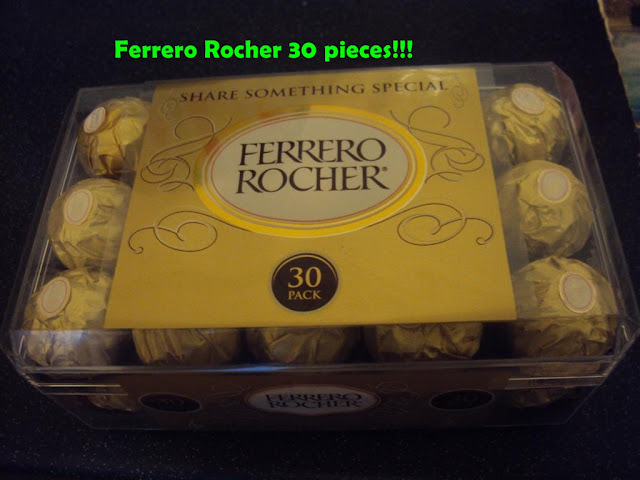 Ferrero Rocher 30 pieces!!!
SHARE SOMETHING SPECIAL
FERRERO
ROCHER®
30
PACK
FERRERO
ROCHER